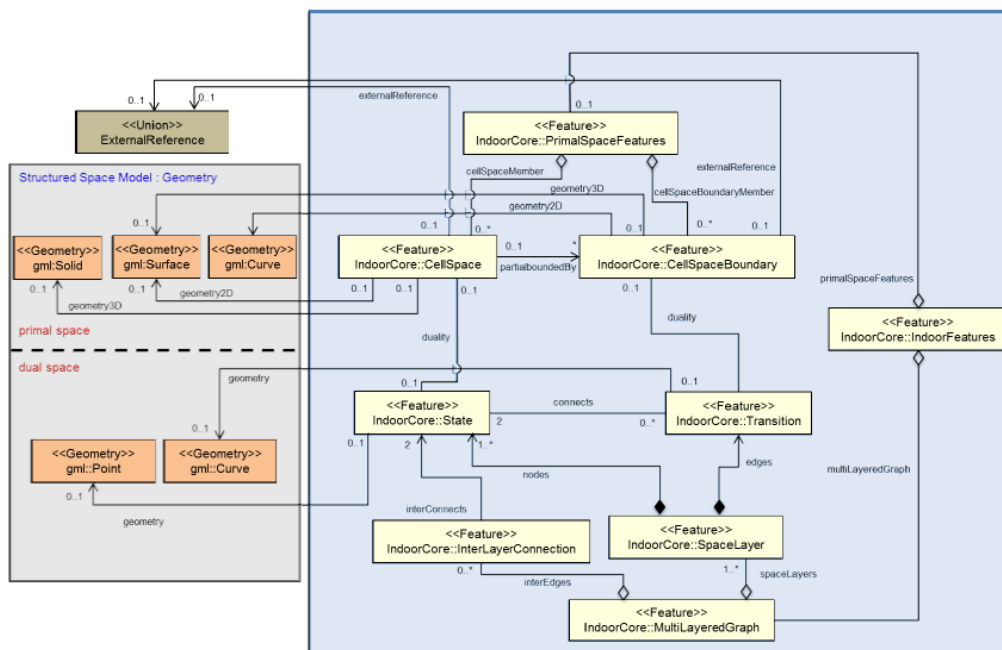 0..1
0..1
externalReference
0..1
<<Union>>
ExternalReference
<<Feature>>
IndoorCore::PrimalSpaceFeatures
Structured Space Model : Geometry
cellSpaceMember
externalReference
geometry3D
cellSpaceBoundaryMember
geometry2D
0..1
0..1
0..*
0..1
0..*
0..1
<<Geometry>>
gml:Solid
<<Geometry>>
gml:Surface
<<Geometry>>
gml:Curve
<<Feature>>
IndoorCore::CellSpace
0..1
*
partialboundedBy
<<Feature>>
IndoorCore::CellSpaceBoundary
primalSpaceFeatures
0..1
0..1
0..1
0..1
0..1
0..1
geometry2D
geometry3D
primal space
<<Feature>>
IndoorCore::IndoorFeatures
duality
duality
dual space
geometry
0..1
0..1
<<Feature>>
IndoorCore::State
connects
2
0..*
<<Feature>>
IndoorCore::Transition
0..1
0..1
2
1..*
<<Geometry>>
gml::Point
<<Geometry>>
gml::Curve
edges
multiLayeredGraph
nodes
0..1
geometry
interConnects
<<Feature>>
IndoorCore::InterLayerConnection
<<Feature>>
IndoorCore::SpaceLayer
0..*
interEdges
1..*
spaceLayers
<<Feature>>
IndoorCore::MultiLayeredGraph